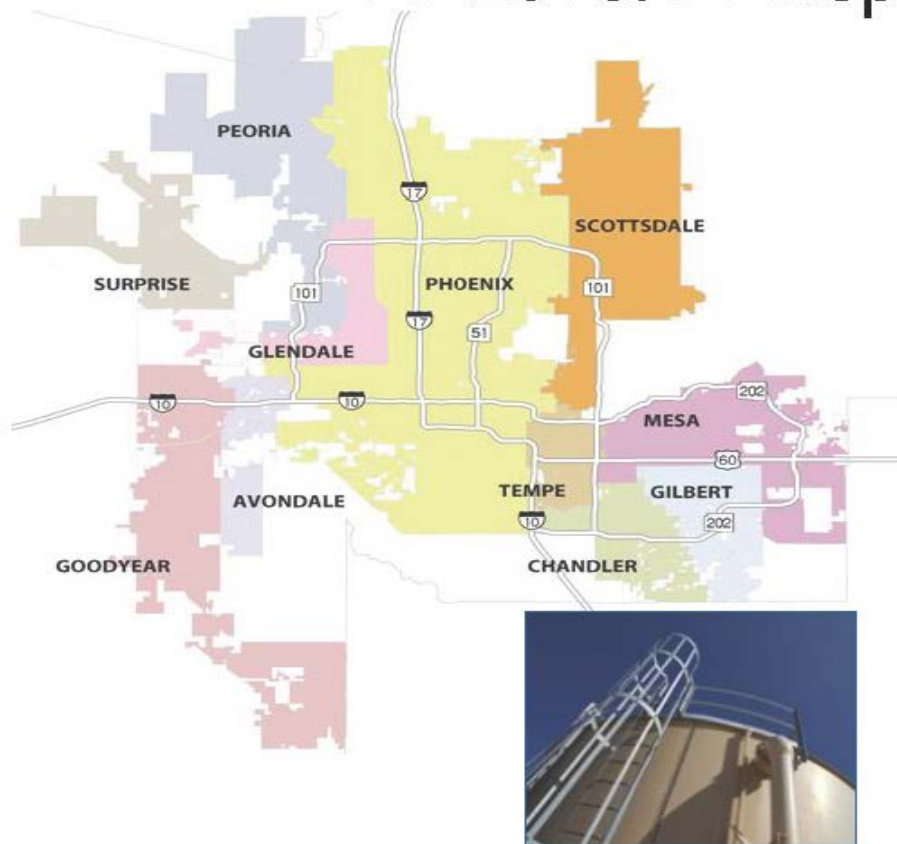 PEORIA
17
SCOTTSDALE
SURPRISE
PHOENIX
101
101
17
51
GLENDALE
10
10
202
MESA
60
AVONDALE
TEMPE
GILBERT
10
202
GOODYEAR
CHANDLER